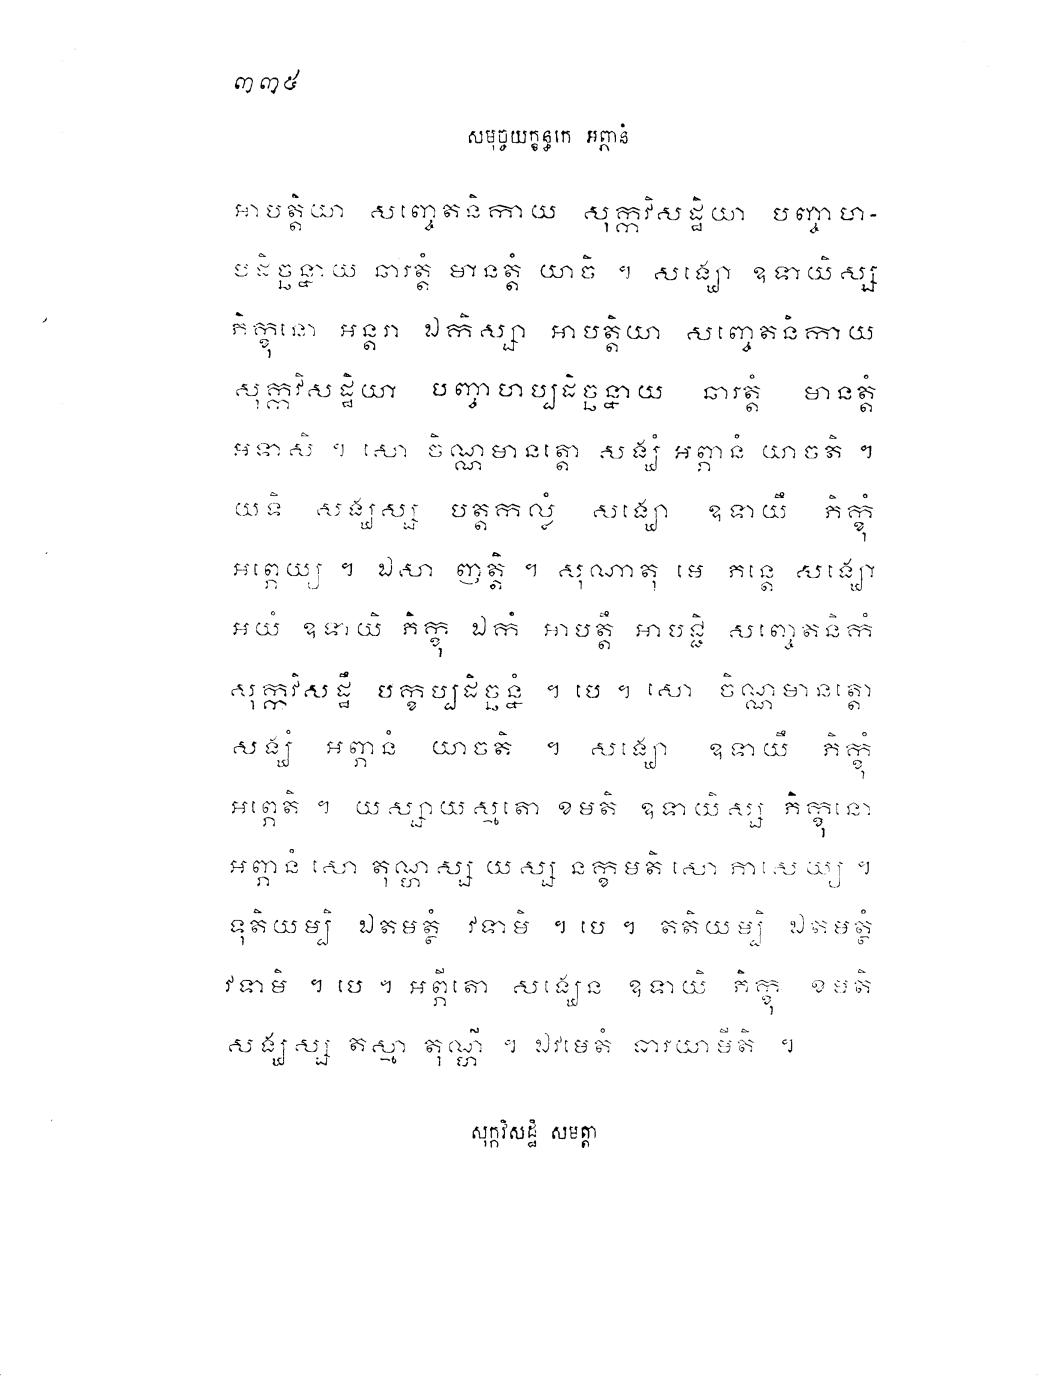 ៣៣៥
សមុច្ចយក្ខន្ធកេ អព្ភានំ
អាបត្តិយា សញ្ចេតនិកាយ សុក្កវិសដ្ឋិយា បញ្ចាហ-
បដិច្ឆន្នាយ ឆារត្តំ មានត្តំ យាចិ ។ សង្ឃោ ឧទាយិស្ស
ភិក្ខុនោ អន្តរា ឯកិស្សា អាបត្តិយា សញ្ចេតនិកាយ
សុក្កវិសដ្ឋិយា បញ្ចាហប្បដិច្ឆន្នាយ ឆារត្តំ មានត្តំ
អទាសិ ។ សោ ចិណ្ណមានត្តោ សង្ឃំ អព្ភានំ យាចតិ ។
យទិ សង្ឃស្ស បត្តកល្លំ សង្ឃោ ឧទាយឹ ភិក្ខុំ
អព្ភេយ្យ ។ ឯសា ញត្តិ ។ សុណាតុ មេ ភន្តេ សង្ឃោ
អយំ ឧទាយិ ភិក្ខុ ឯកំ អាបត្តឹ អាបជ្ជិ សញ្ចេតនិកំ
សុក្កវិសដ្ឋឹ បក្ខប្បដិច្ឆន្នំ ។ បេ ។ សោ ចិណ្ណមានត្តោ
សង្ឃំ អព្ភានំ យាចតិ ។ សង្ឃោ ឧទាយឹ ភិក្ខុំ
អព្ភេតិ ។ យស្សាយស្មតោ ខមតិ ឧទាយិស្ស ភិក្ខុនោ
អព្ភានំ សោ តុណ្ហស្ស យស្ស នក្ខមតិ សោ ភាសេយ្យ ។
ទុតិយម្បិ ឯតមត្ថំ វទាមិ ។ បេ ។ តតិយម្បិ ឯតមត្ថំ
វទាមិ ។ បេ ។ អព្ភីតោ សង្ឃេន ឧទាយិ ភិក្ខុ ខមតិ
សង្ឃស្ស តស្មា តុណ្ហី ។ ឯវមេតំ ធារយាមីតិ ។
សុក្កវិសដ្ឋិ សមត្តា